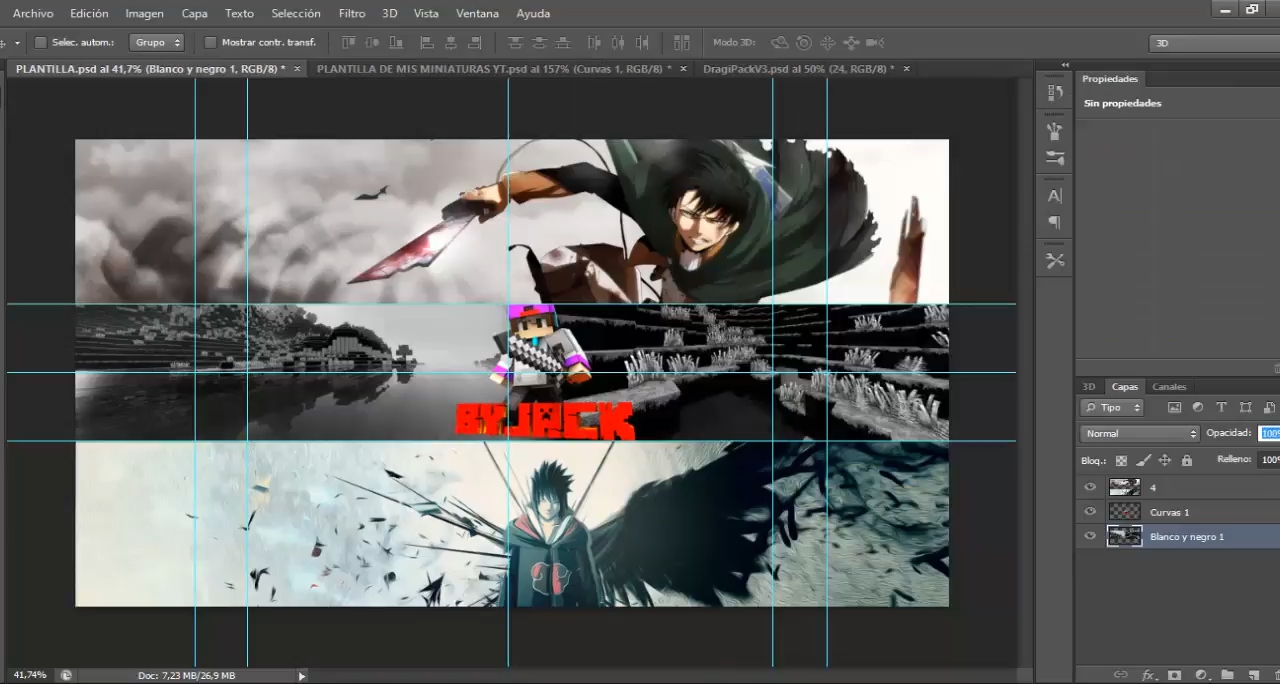 Archivo Edición Imagen Capa Texto Selección Filtro 3D Vista Ventana Ayuda
Selec. autom.: Grupo Mostrar contr. transf. Modo 3D: 3D
PLANTILLA.psd al 41,7% (Blanco y negro 1, RGB/8) * × PLANTILLA DE MIS MINIATURAS YT.psd al 157% (Curvas 1, RGB/8) * × DragiPackV3.psd al 50% (24, RGB/8) * ×
Propiedades
Sin propiedades
BYJACK
3D Capas Canales
Tipo
Normal Opacidad: 100%
Bloq.: Relleno: 100%
4
Curvas 1
Blanco y negro 1
41,74% Doc: 7,23 MB/26,9 MB